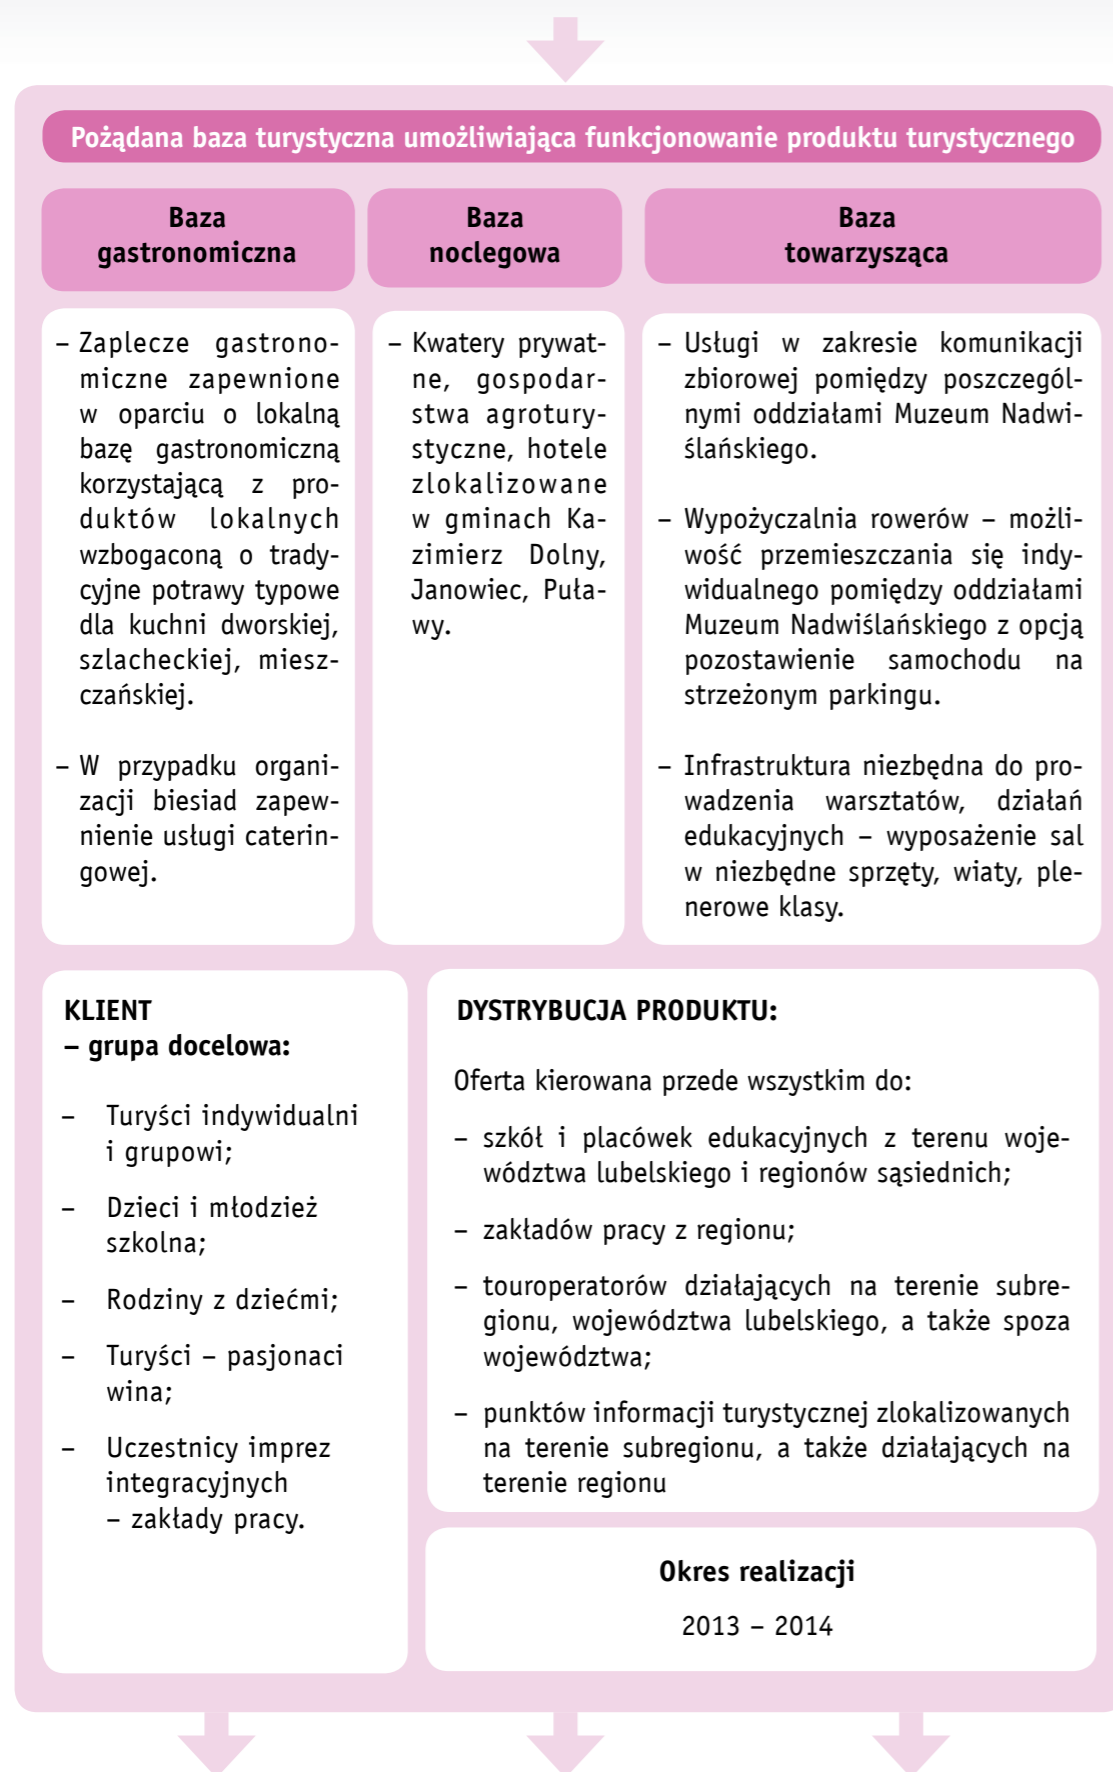 Pożądana baza turystyczna umożliwiająca funkcjonowanie produktu turystycznego
Baza
gastronomiczna
– Zaplecze gastrono-
miczne zapewnione
w oparciu o lokalną
bazę gastronomiczną
korzystającą z pro-
duktów lokalnych
wzbogaconą o trady-
cyjne potrawy typowe
dla kuchni dworskiej,
szlacheckiej, miesz-
czańskiej.
– W przypadku organi-
zacji biesiad zapew-
nienie usługi caterin-
gowej.
Baza
noclegowa
– Kwatery prywat-
ne, gospodar-
stwa agrotury-
styczne, hotele
zlokalizowane
w gminach Ka-
zimierz Dolny,
Janowiec, Puła-
wy.
Baza
towarzysząca
– Usługi w zakresie komunikacji
zbiorowej pomiędzy poszczegól-
nymi oddziałami Muzeum Nadwi-
ślańskiego.
– Wypożyczalnia rowerów – możli-
wość przemieszczania się indy-
widualnego pomiędzy oddziałami
Muzeum Nadwiślańskiego z opcją
pozostawienie samochodu na
strzeżonym parkingu.
– Infrastruktura niezbędna do pro-
wadzenia warsztatów, działań
edukacyjnych – wyposażenie sal
w niezbędne sprzęty, wiaty, ple-
nerowe klasy.
KLIENT
– grupa docelowa:
– Turyści indywidualni
i grupowi;
– Dzieci i młodzież
szkolna;
– Rodziny z dziećmi;
– Turyści – pasjonaci
wina;
– Uczestnicy imprez
integracyjnych
– zakłady pracy.
DYSTRYBUCJA PRODUKTU:
Oferta kierowana przede wszystkim do:
– szkół i placówek edukacyjnych z terenu woje-
wództwa lubelskiego i regionów sąsiednich;
– zakładów pracy z regionu;
– touroperatorów działających na terenie subre-
gionu, województwa lubelskiego, a także spoza
województwa;
– punktów informacji turystycznej zlokalizowanych
na terenie subregionu, a także działających na
terenie regionu
Okres realizacji
2013 – 2014